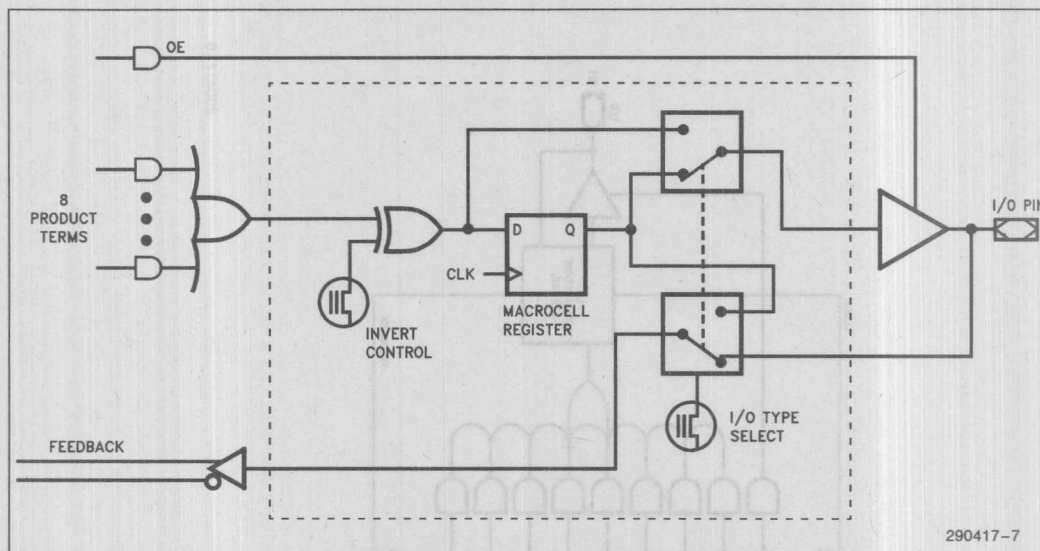 OE
8
PRODUCT
TERMS
D
Q
CLK
MACROCELL
REGISTER
INVERT
CONTROL
I/O PIN
I/O TYPE
SELECT
FEEDBACK
290417-7